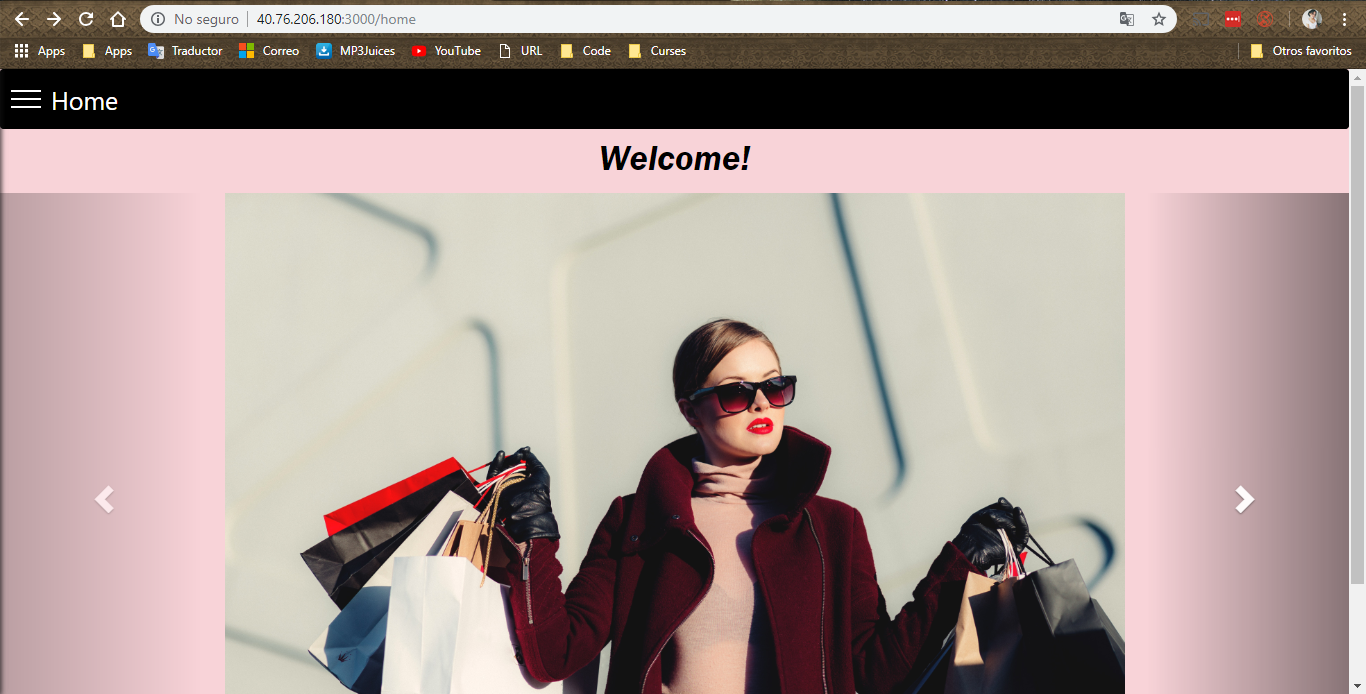 No seguro 40.76.206.180:3000/home
Apps Apps Traductor Correo MP3Juices YouTube URL Code Curses Otros favoritos
Home
Welcome!